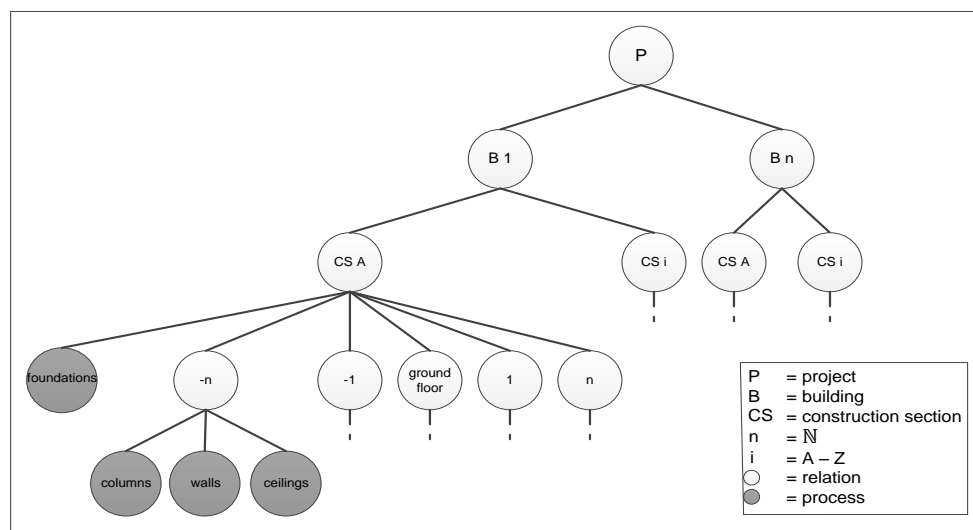 P
B 1
B n
CS A
CS i
CS A
CS i
foundations
-n
-1
ground
floor
1
n
columns
walls
ceilings
P = project
B = building
CS = construction section
n = ℕ
i = A – Z
= relation
= process